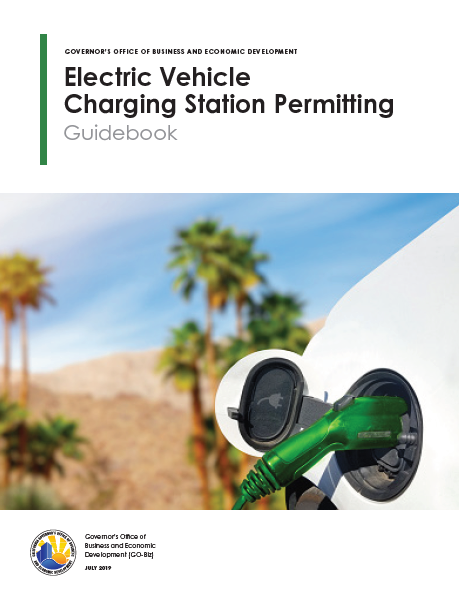 GOVERNOR'S OFFICE OF BUSINESS AND ECONOMIC DEVELOPMENT
Electric Vehicle
Charging Station Permitting
Guidebook
Governor's Office of
Business and Economic
Development (GO-Biz)
JULY 2019